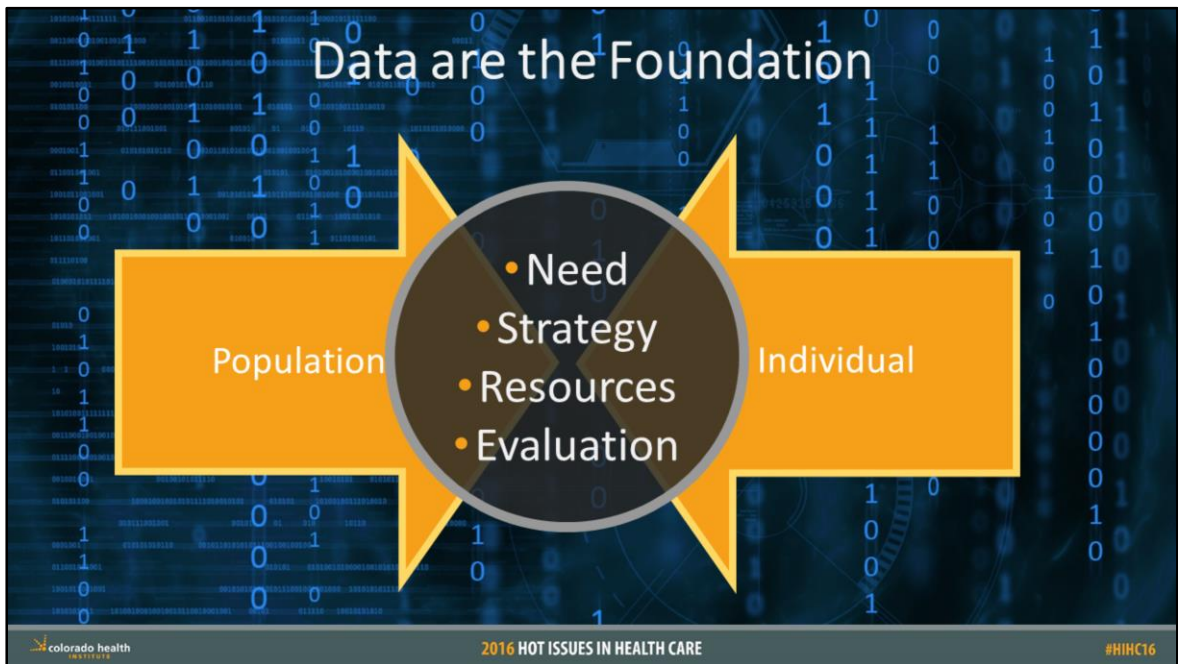 Data are the Foundation
• Need
• Strategy
• Resources
• Evaluation
Population
Individual
colorado health
INSTITUTE
2016 HOT ISSUES IN HEALTH CARE
#HIHC16